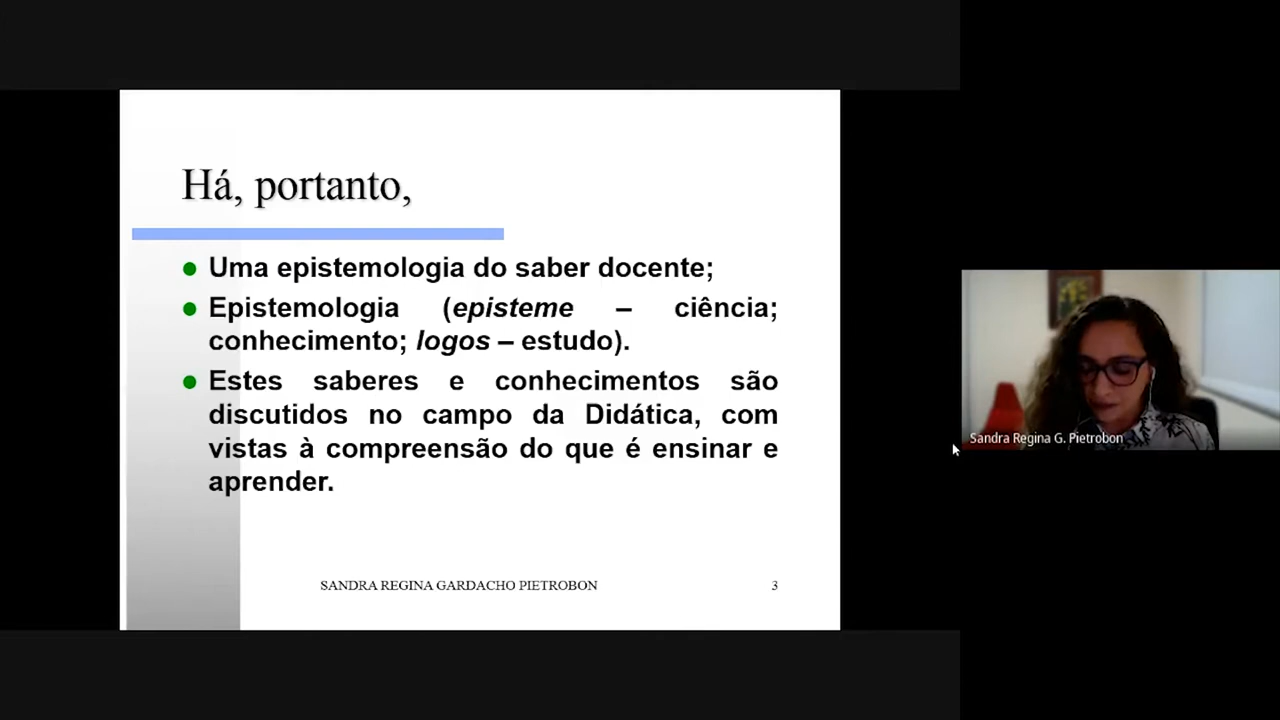 Há, portanto,
Uma epistemologia do saber docente;
Epistemologia (episteme – ciência;
conhecimento; logos – estudo).
Estes saberes e conhecimentos são
discutidos no campo da Didática, com
vistas à compreensão do que é ensinar e
aprender.
SANDRA REGINA GARDACHO PIETROBON 3
Sandra Regina G. Pietrobon